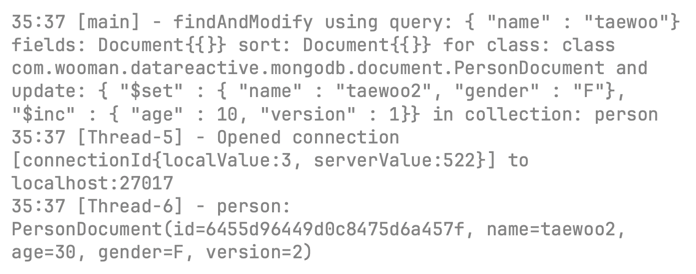 35:37 [main] - findAndModify using query: { "name" : "taewoo"}
fields: Document{{}} sort: Document{{}} for class: class
com.wooman.datareactive.mongodb.document.PersonDocument and
update: { "$set" : { "name" : "taewoo2", "gender" : "F"},
"$inc" : { "age" : 10, "version" : 1}} in collection: person
35:37 [Thread-5] - Opened connection
[connectionId{localValue:3, serverValue:522}] to
localhost:27017
35:37 [Thread-6] - person:
PersonDocument(id=6455d96449d0c8475d6a457f, name=taewoo2,
age=30, gender=F, version=2)